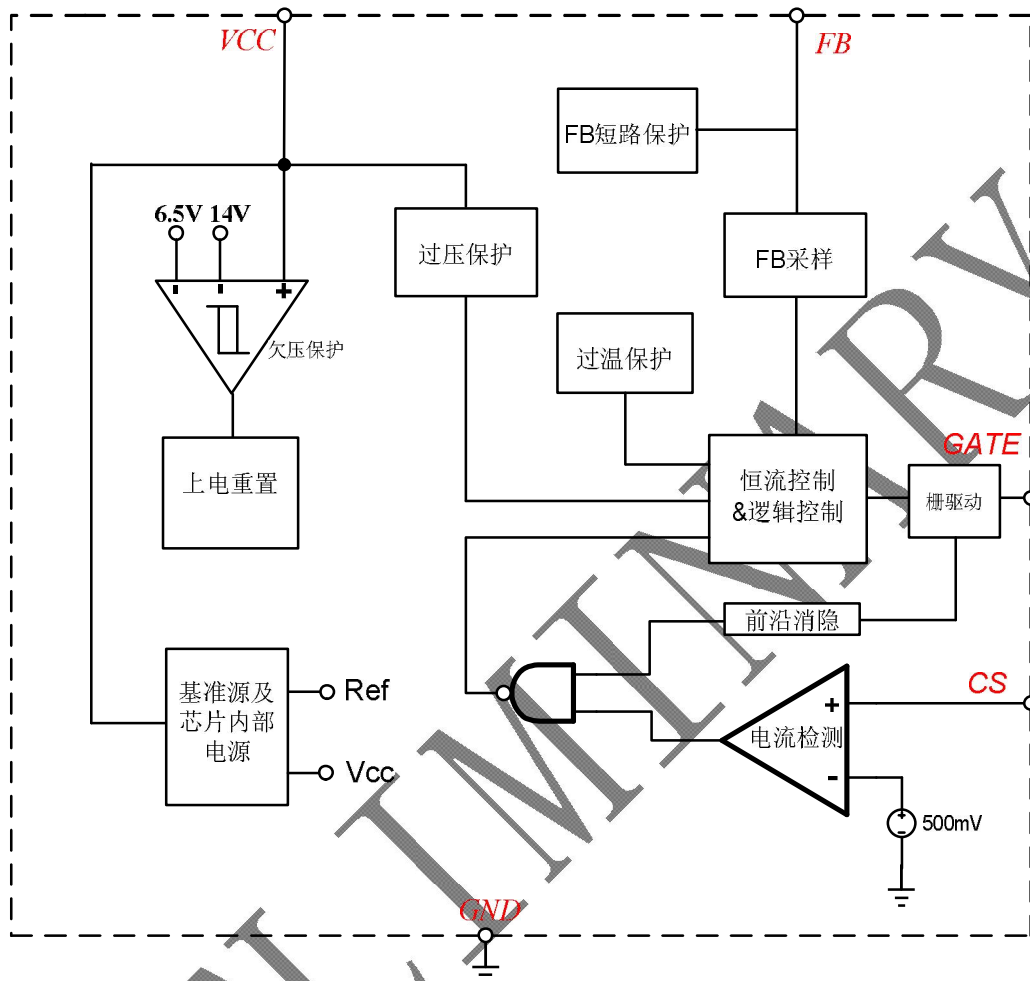 VCC
FB
FB短路保护
6.5V 14V
过压保护
FB采样
欠压保护
过温保护
GATE
上电重置
恒流控制
&逻辑控制
栅驱动
前沿消隐
基准源及
芯片内部
电源
Ref
Vcc
CS
+
电流检测
-
500mV
GND
IMIMARY